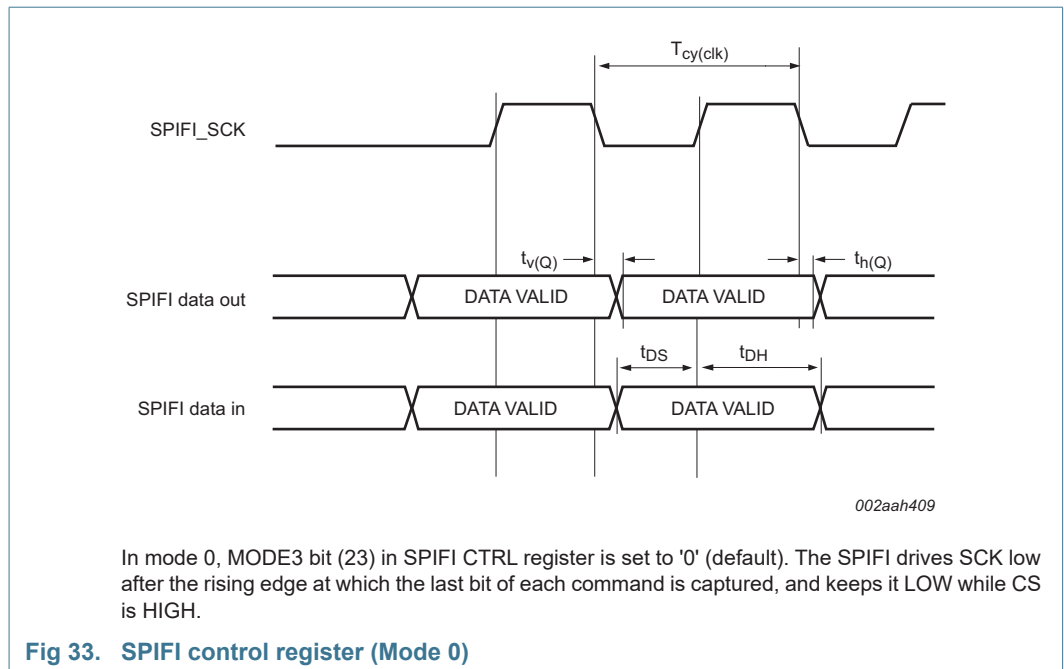 T_cy(clk)
SPIFI_SCK
t_v(Q)
t_h(Q)
SPIFI data out
DATA VALID
DATA VALID
t_DS
t_DH
SPIFI data in
DATA VALID
DATA VALID
002aah409
In mode 0, MODE3 bit (23) in SPIFI CTRL register is set to '0' (default). The SPIFI drives SCK low
after the rising edge at which the last bit of each command is captured, and keeps it LOW while CS
is HIGH.
Fig 33. SPIFI control register (Mode 0)